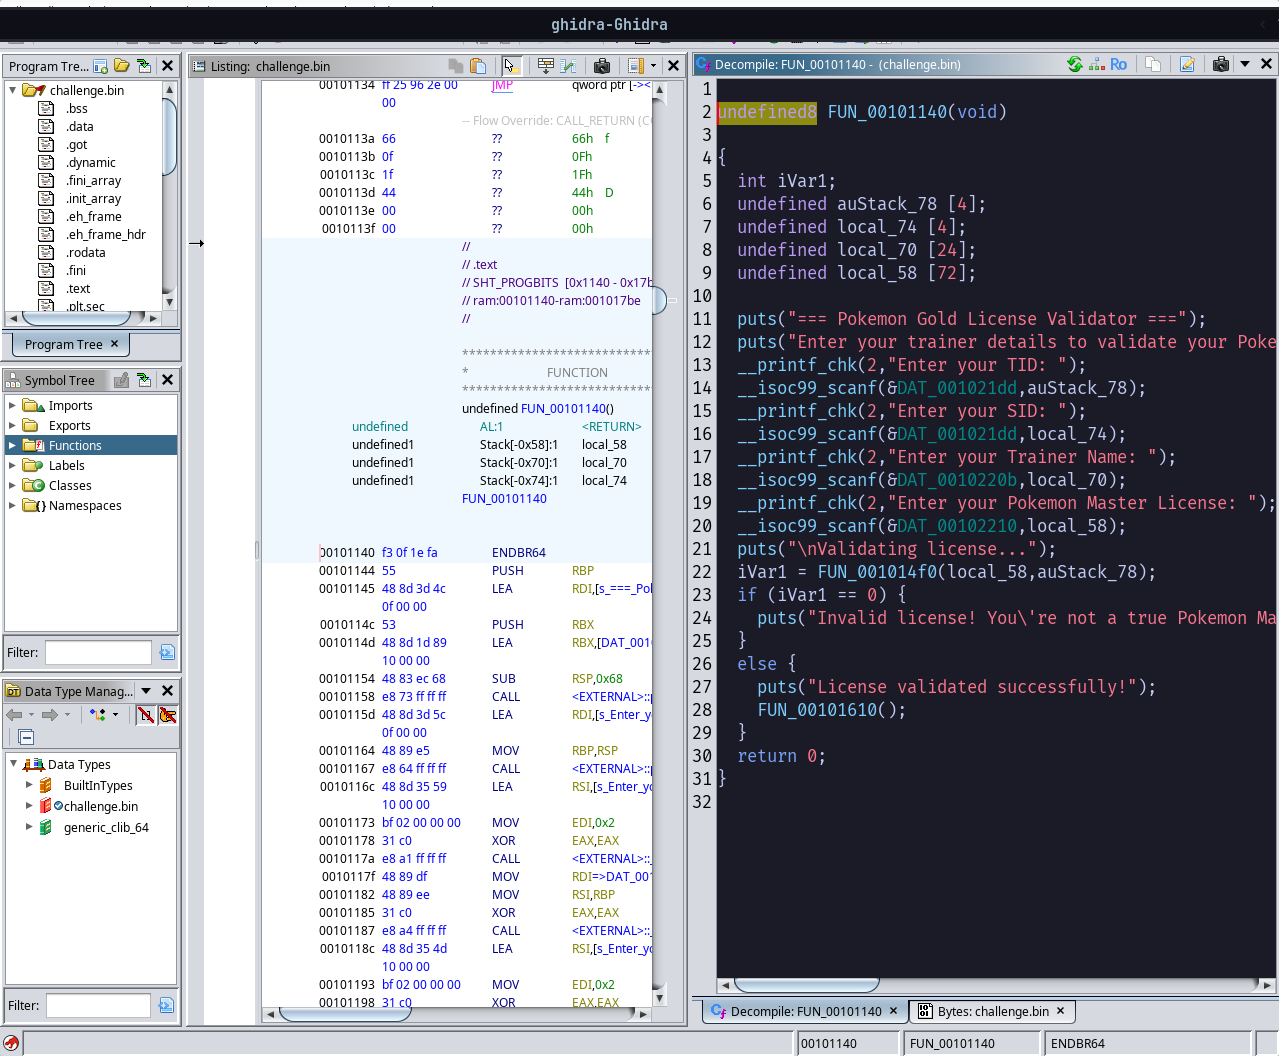 ghidra-Ghidra
Program Tre...
challenge.bin
.bss
.data
.got
.dynamic
.fini_array
.init_array
.eh_frame
.eh_frame_hdr
.rodata
.fini
.text
.plt.sec
Program Tree ×
Symbol Tree
Imports
Exports
Functions
Labels
Classes
Namespaces
Filter:
Data Type Manag...
Data Types
BuiltInTypes
challenge.bin
generic_clib_64
Filter:
Listing: challenge.bin
00101134 ff 25 96 2e 00 JMP qword ptr [-><
00
-- Flow Override: CALL_RETURN (C
0010113a 66 ?? 66h f
0010113b 0f ?? 0Fh
0010113c 1f ?? 1Fh
0010113d 44 ?? 44h D
0010113e 00 ?? 00h
0010113f 00 ?? 00h
//
// .text
// SHT_PROGBITS [0x1140 - 0x17b
// ram:00101140-ram:001017be
//
******************************
* FUNCTION
******************************
undefined FUN_00101140()
undefined AL:1 <RETURN>
undefined1 Stack[-0x58]:1 local_58
undefined1 Stack[-0x70]:1 local_70
undefined1 Stack[-0x74]:1 local_74
FUN_00101140
00101140 f3 0f 1e fa ENDBR64
00101144 55 PUSH RBP
00101145 48 8d 3d 4c LEA RDI,[s_===_Pol
0f 00 00
0010114c 53 PUSH RBX
0010114d 48 8d 1d 89 LEA RBX,[DAT_001
10 00 00
00101154 48 83 ec 68 SUB RSP,0x68
00101158 e8 73 ff ff ff CALL <EXTERNAL>::p
0010115d 48 8d 3d 5c LEA RDI,[s_Enter_y
0f 00 00
00101164 48 89 e5 MOV RBP,RSP
00101167 e8 64 ff ff ff CALL <EXTERNAL>::p
0010116c 48 8d 35 59 LEA RSI,[s_Enter_yo
10 00 00
00101173 bf 02 00 00 00 MOV EDI,0x2
00101178 31 c0 XOR EAX,EAX
0010117a e8 a1 ff ff ff CALL <EXTERNAL>::_
0010117f 48 89 df MOV RDI=>DAT_001
00101182 48 89 ee MOV RSI,RBP
00101185 31 c0 XOR EAX,EAX
00101187 e8 a4 ff ff ff CALL <EXTERNAL>::_
0010118c 48 8d 35 4d LEA RSI,[s_Enter_yo
10 00 00
00101193 bf 02 00 00 00 MOV EDI,0x2
00101198 31 c0 XOR EAX,EAX
Decompile: FUN_00101140 - (challenge.bin)
Ro
1
2 undefined8 FUN_00101140(void)
3
4 {
5 int iVar1;
6 undefined auStack_78 [4];
7 undefined local_74 [4];
8 undefined local_70 [24];
9 undefined local_58 [72];
10
11 puts("=== Pokemon Gold License Validator ===");
12 puts("Enter your trainer details to validate your Poke
13 __printf_chk(2,"Enter your TID: ");
14 __isoc99_scanf(&DAT_001021dd,auStack_78);
15 __printf_chk(2,"Enter your SID: ");
16 __isoc99_scanf(&DAT_001021dd,local_74);
17 __printf_chk(2,"Enter your Trainer Name: ");
18 __isoc99_scanf(&DAT_0010220b,local_70);
19 __printf_chk(2,"Enter your Pokemon Master License: ");
20 __isoc99_scanf(&DAT_00102210,local_58);
21 puts("\nValidating license...");
22 iVar1 = FUN_001014f0(local_58,auStack_78);
23 if (iVar1 == 0) {
24 puts("Invalid license! You\'re not a true Pokemon Ma
25 }
26 else {
27 puts("License validated successfully!");
28 FUN_00101610();
29 }
30 return 0;
31 }
32
Decompile: FUN_00101140 ×
Bytes: challenge.bin ×
00101140
FUN_00101140
ENDBR64